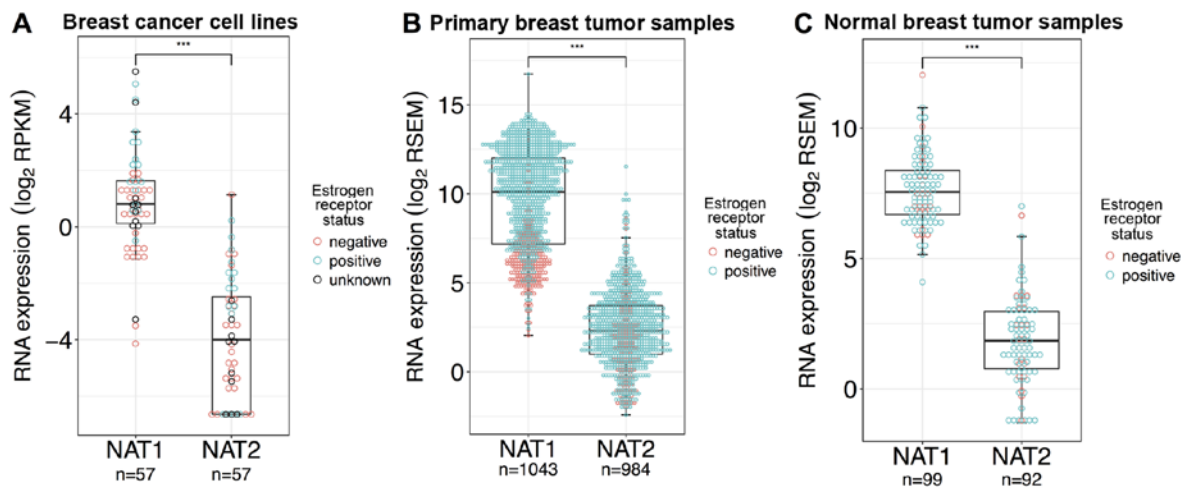 A Breast cancer cell lines
RNA expression (log2 RPKM)
4
0
−4
***
NAT1
n=57
NAT2
n=57
Estrogen
receptor
status
negative
positive
unknown
B Primary breast tumor samples
RNA expression (log2 RSEM)
15
10
5
0
***
NAT1
n=1043
NAT2
n=984
Estrogen
receptor
status
negative
positive
C Normal breast tumor samples
RNA expression (log2 RSEM)
10
5
0
***
NAT1
n=99
NAT2
n=92
Estrogen
receptor
status
negative
positive